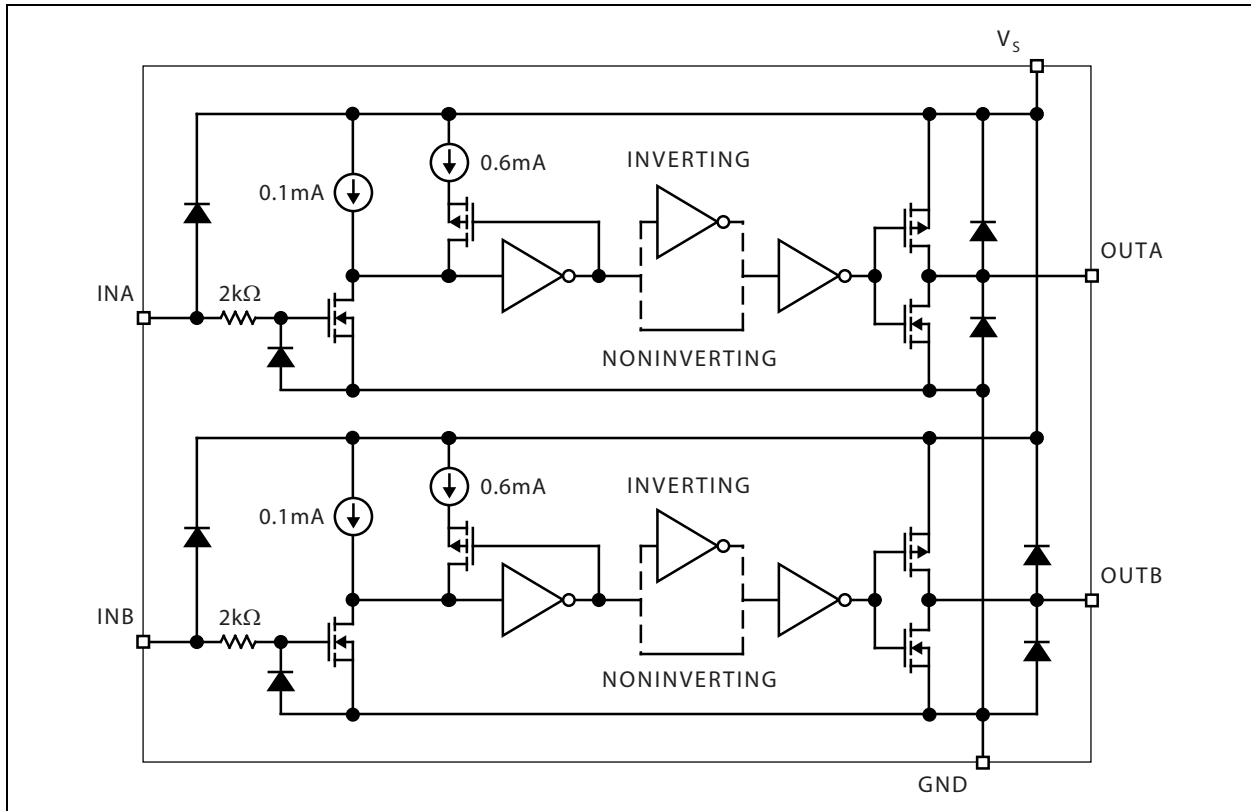 V_S
0.6mA
INVERTING
0.1mA
OUTA
INA
2kΩ
NONINVERTING
0.6mA
INVERTING
0.1mA
OUTB
INB
2kΩ
NONINVERTING
GND